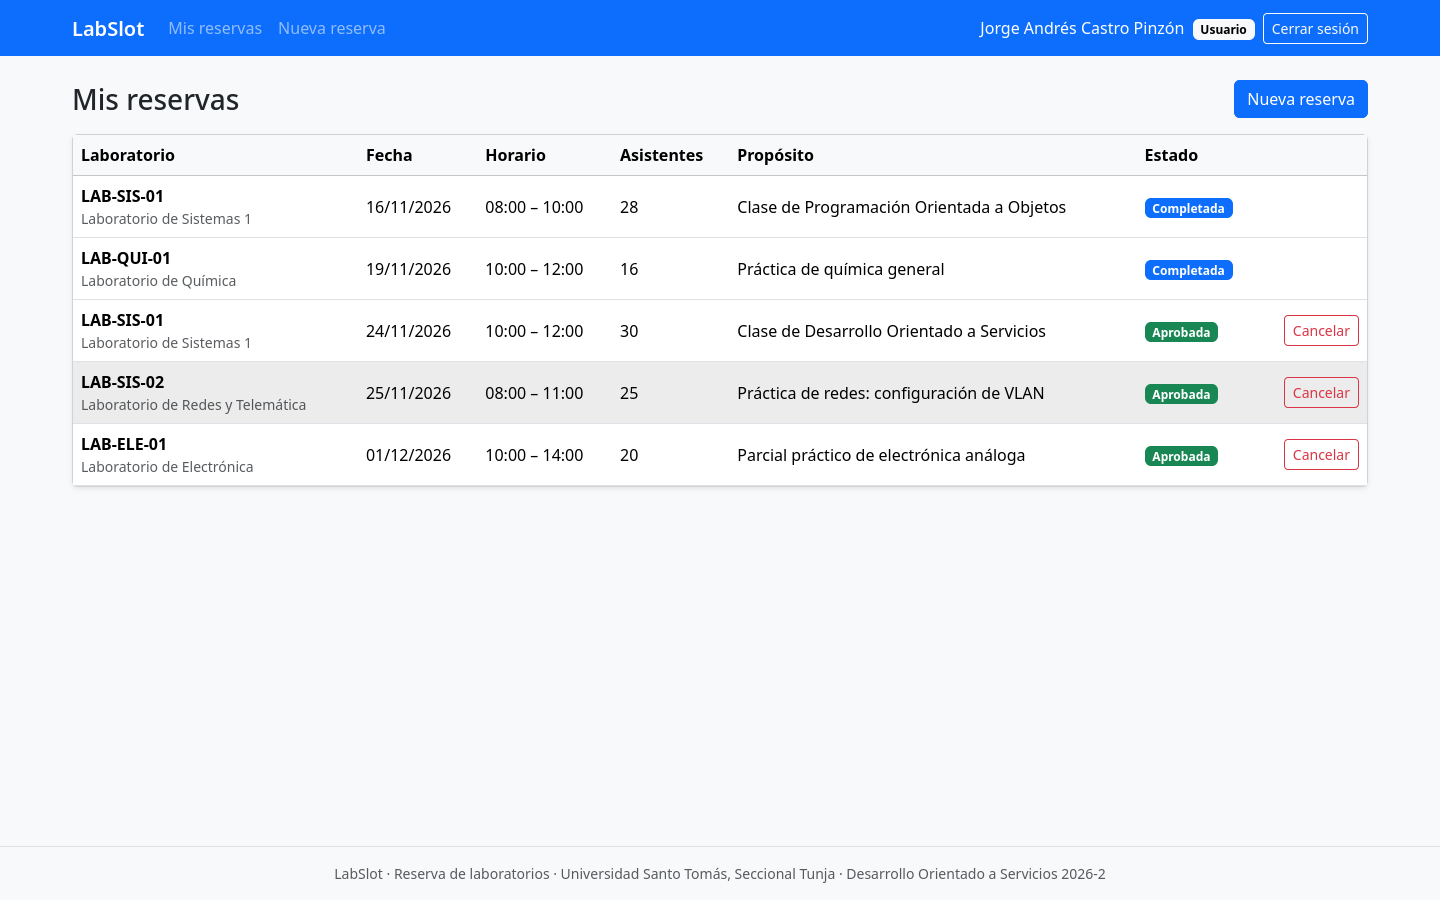 LabSlot Mis reservas Nueva reserva Jorge Andrés Castro Pinzón Usuario Cerrar sesión
Mis reservas Nueva reserva
Laboratorio Fecha Horario Asistentes Propósito Estado
LAB-SIS-01
Laboratorio de Sistemas 1 16/11/2026 08:00 – 10:00 28 Clase de Programación Orientada a Objetos Completada
LAB-QUI-01
Laboratorio de Química 19/11/2026 10:00 – 12:00 16 Práctica de química general Completada
LAB-SIS-01
Laboratorio de Sistemas 1 24/11/2026 10:00 – 12:00 30 Clase de Desarrollo Orientado a Servicios Aprobada Cancelar
LAB-SIS-02
Laboratorio de Redes y Telemática 25/11/2026 08:00 – 11:00 25 Práctica de redes: configuración de VLAN Aprobada Cancelar
LAB-ELE-01
Laboratorio de Electrónica 01/12/2026 10:00 – 14:00 20 Parcial práctico de electrónica análoga Aprobada Cancelar
LabSlot · Reserva de laboratorios · Universidad Santo Tomás, Seccional Tunja · Desarrollo Orientado a Servicios 2026-2